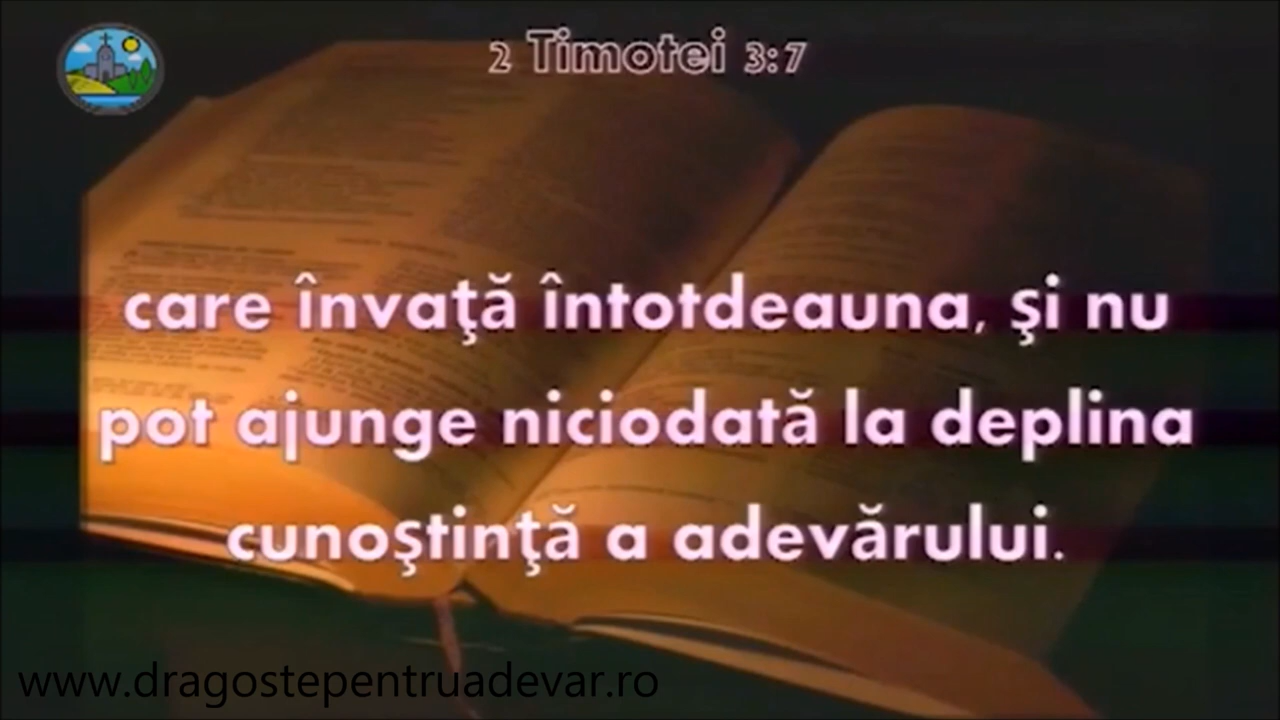 2 Timotei 3:7
care învaţă întotdeauna, şi nu
pot ajunge niciodată la deplina
cunoştinţă a adevărului.
www.dragostepentruadevar.ro